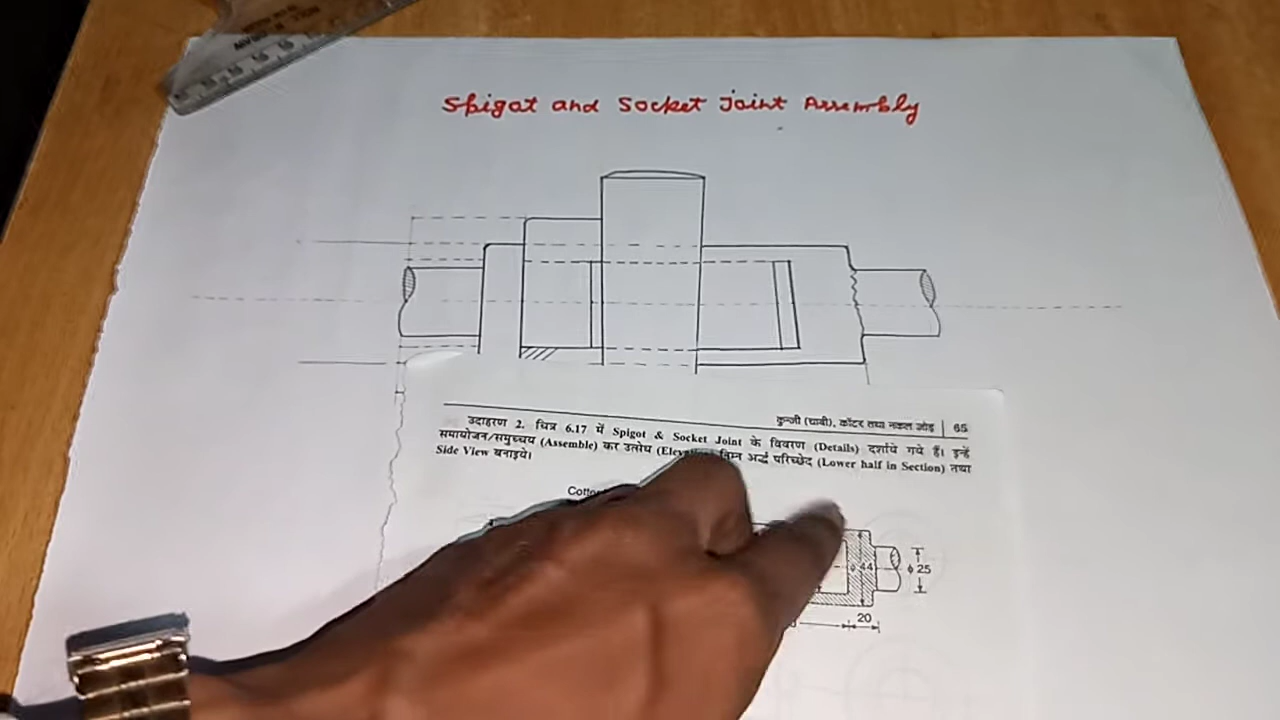 Spigot and Socket Joint Assembly
कुन्जी (चाबी), कॉटर तथा नकल जोड़ | 65
उदाहरण 2. चित्र 6.17 में Spigot & Socket Joint के विवरण (Details) दर्शाये गये हैं। इन्हें
समायोजन/समुच्चय (Assemble) कर उत्सेध निम्न अर्द्ध परिच्छेद (Lower half in Section) तथा
Side View बनाइये।
ϕ 44
ϕ 25
20